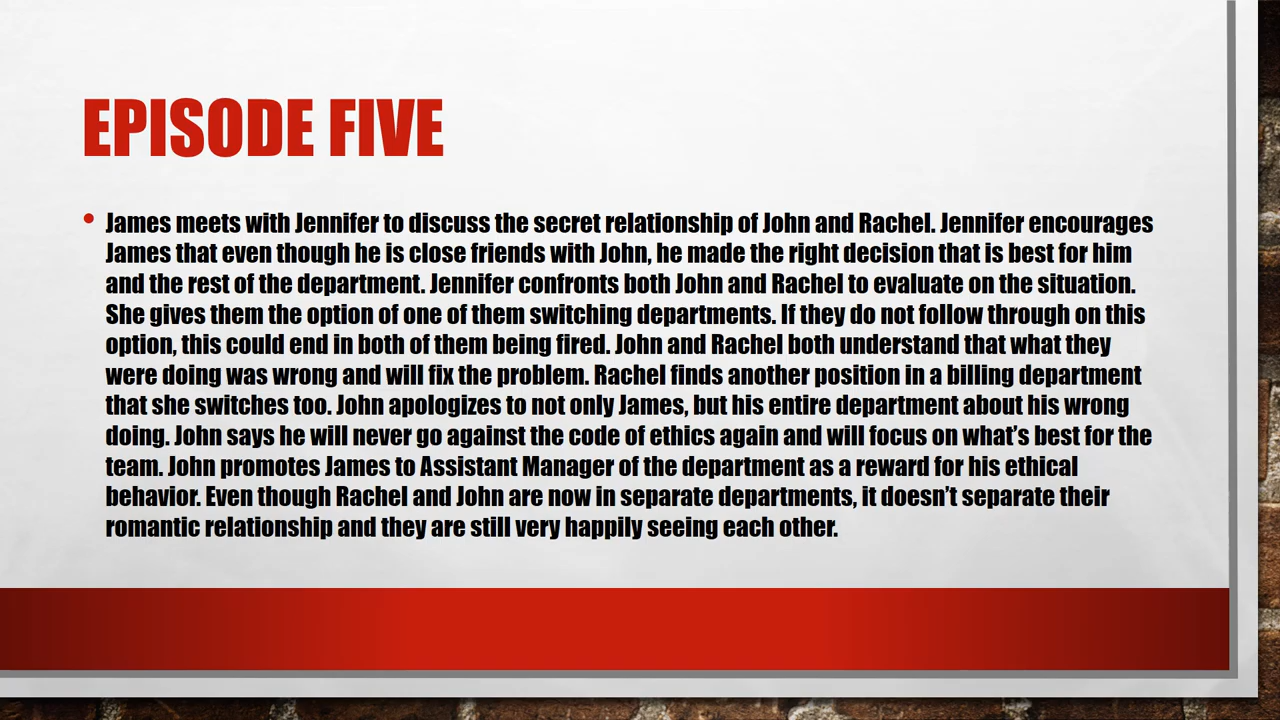 EPISODE FIVE
• James meets with Jennifer to discuss the secret relationship of John and Rachel. Jennifer encourages
James that even though he is close friends with John, he made the right decision that is best for him
and the rest of the department. Jennifer confronts both John and Rachel to evaluate on the situation.
She gives them the option of one of them switching departments. If they do not follow through on this
option, this could end in both of them being fired. John and Rachel both understand that what they
were doing was wrong and will fix the problem. Rachel finds another position in a billing department
that she switches too. John apologizes to not only James, but his entire department about his wrong
doing. John says he will never go against the code of ethics again and will focus on what’s best for the
team. John promotes James to Assistant Manager of the department as a reward for his ethical
behavior. Even though Rachel and John are now in separate departments, it doesn’t separate their
romantic relationship and they are still very happily seeing each other.